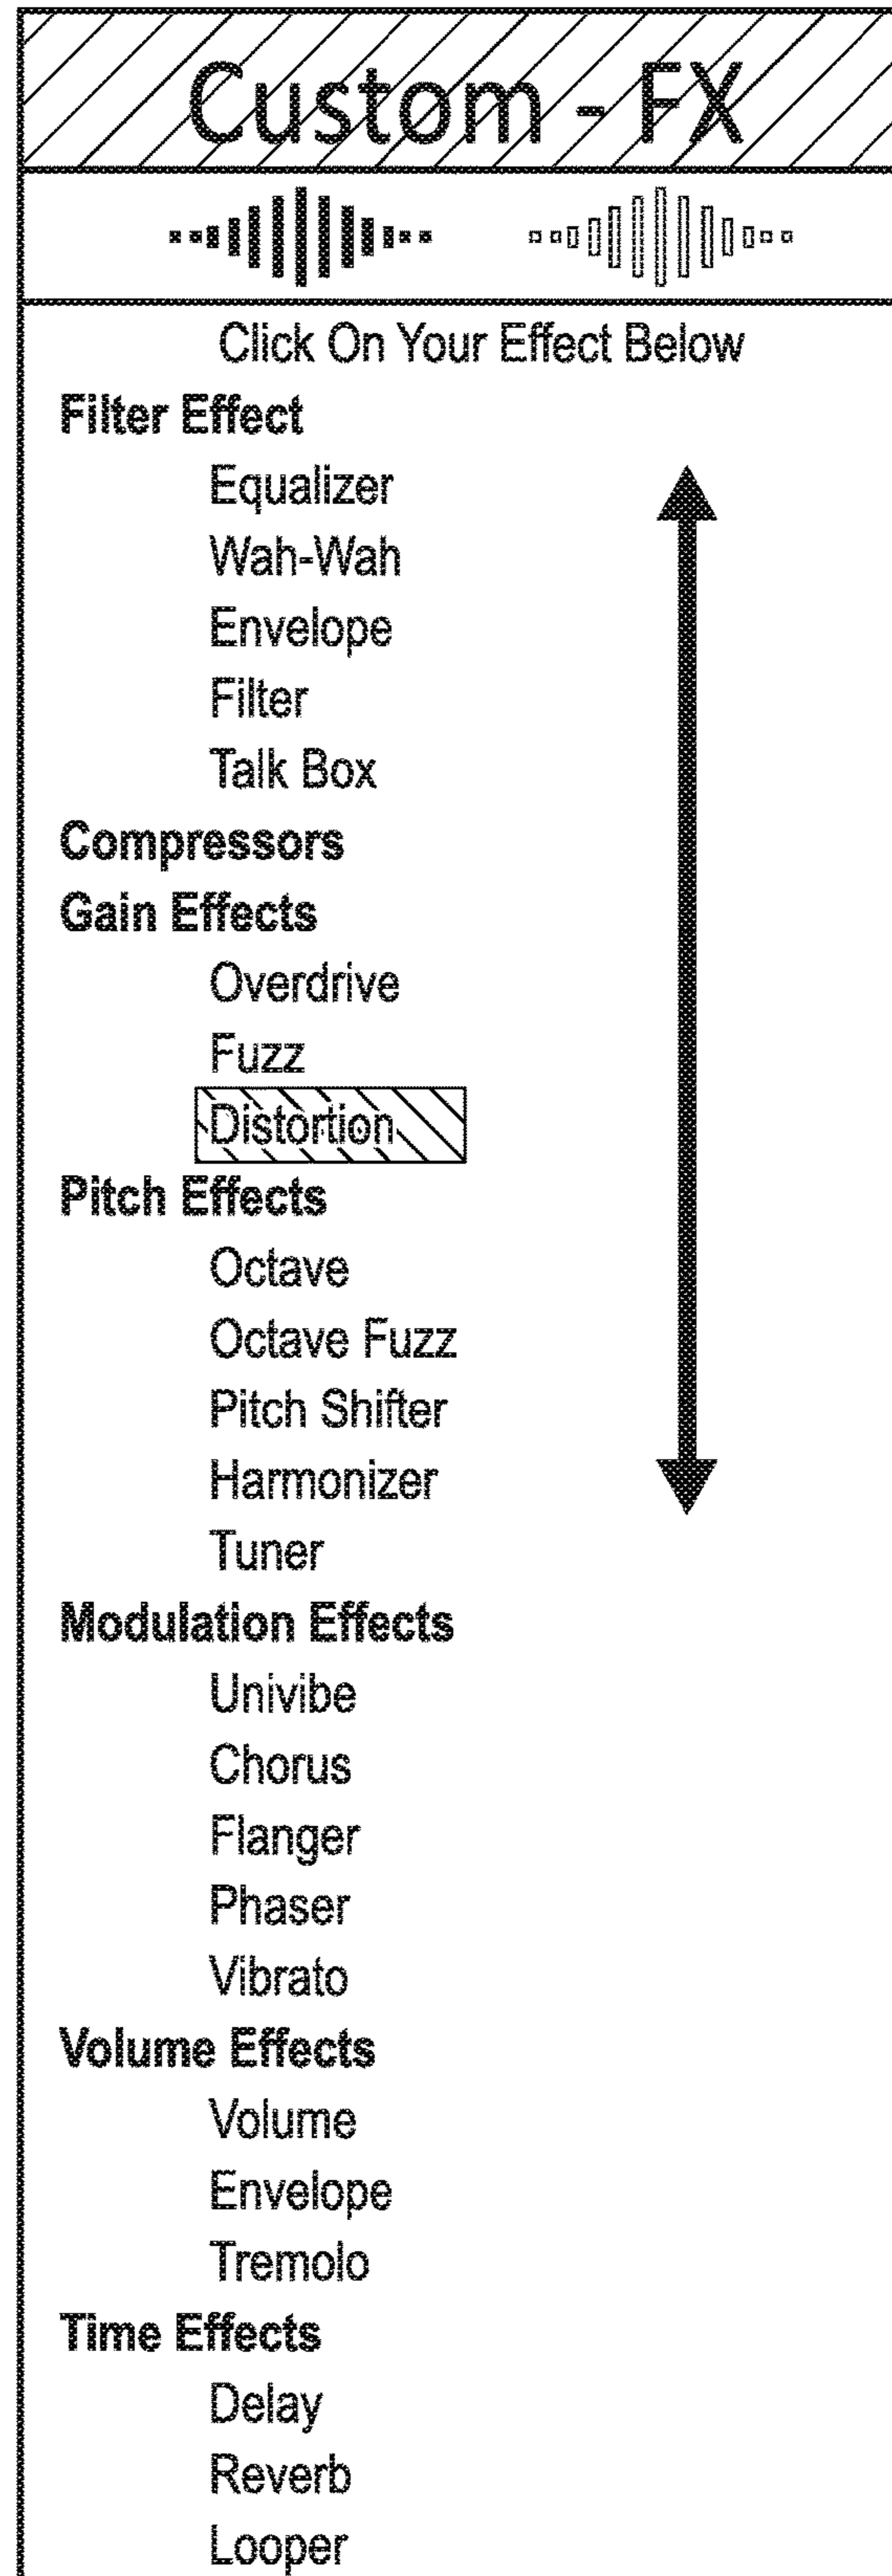 Custom - FX
Click On Your Effect Below
Filter Effect
Equalizer
Wah-Wah
Envelope
Filter
Talk Box
Compressors
Gain Effects
Overdrive
Fuzz
Distortion
Pitch Effects
Octave
Octave Fuzz
Pitch Shifter
Harmonizer
Tuner
Modulation Effects
Univibe
Chorus
Flanger
Phaser
Vibrato
Volume Effects
Volume
Envelope
Tremolo
Time Effects
Delay
Reverb
Looper